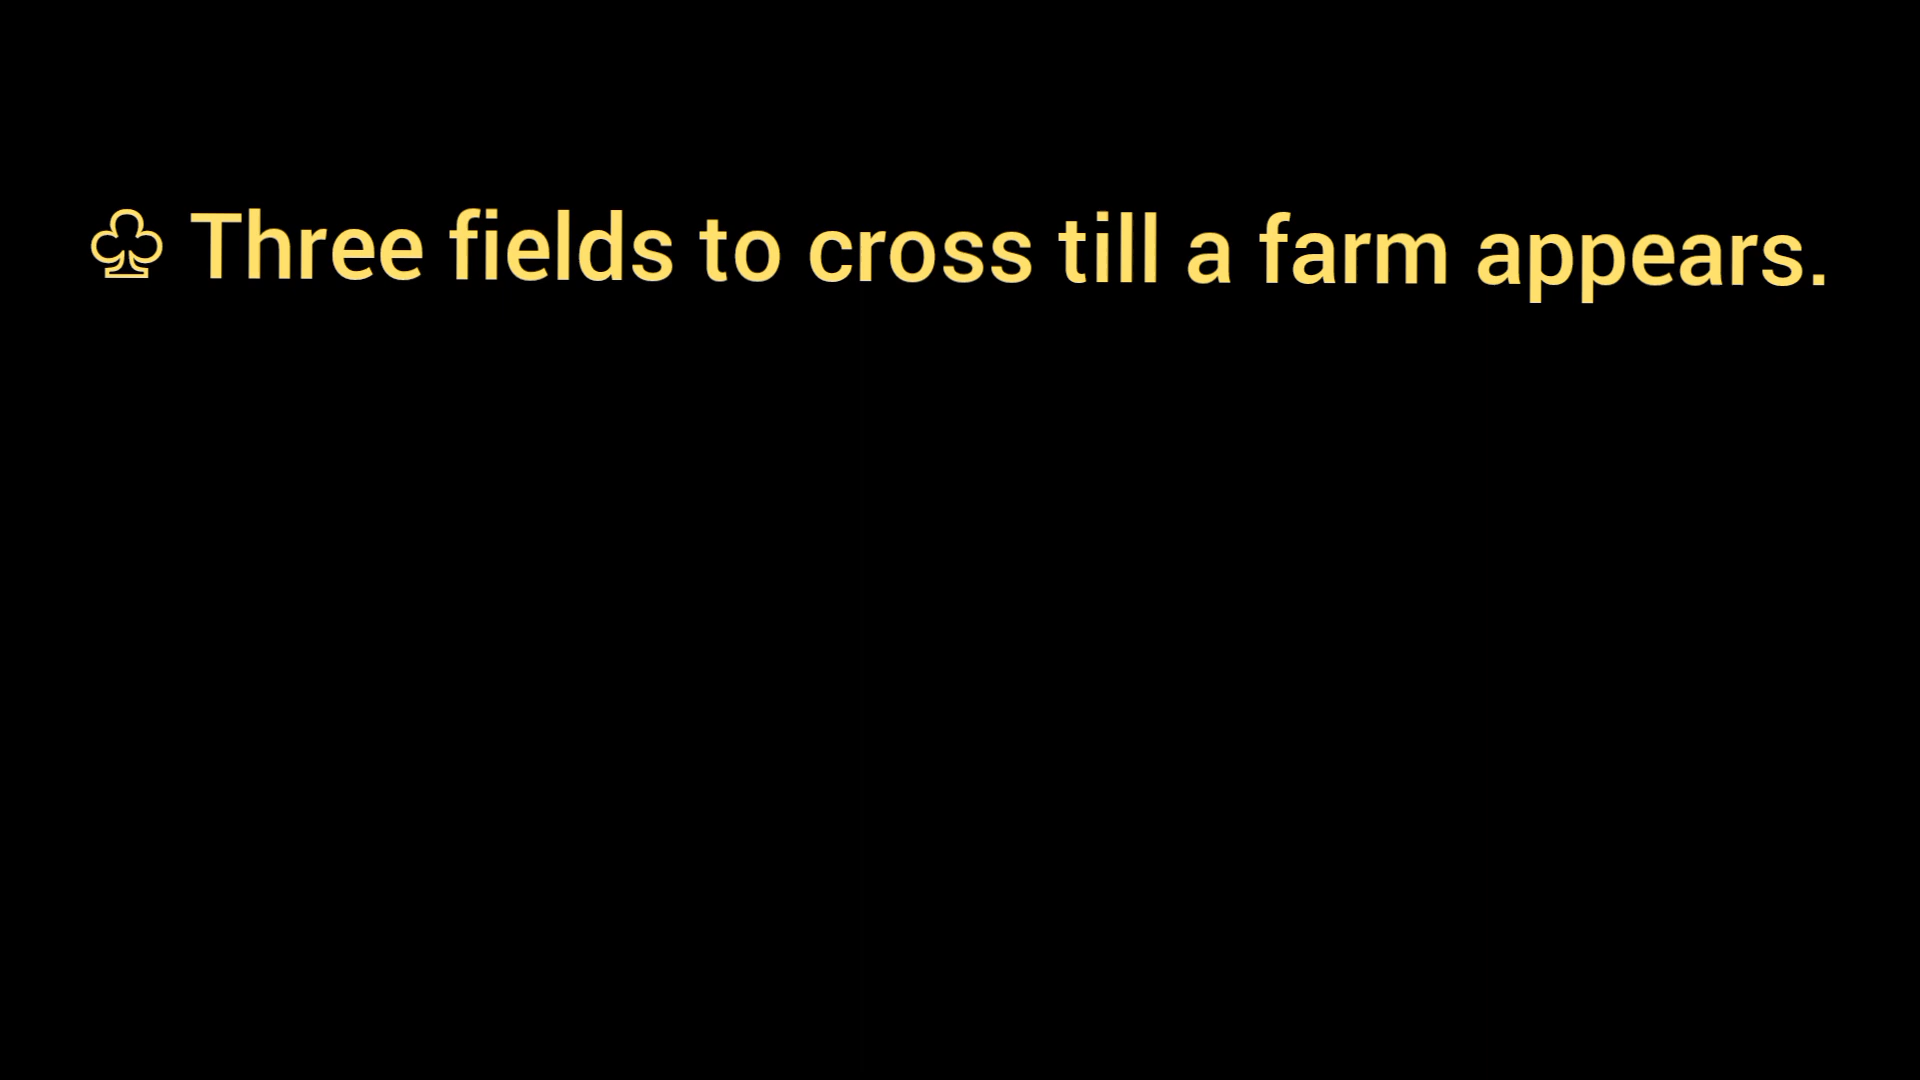 ♧ Three fields to cross till a farm appears.